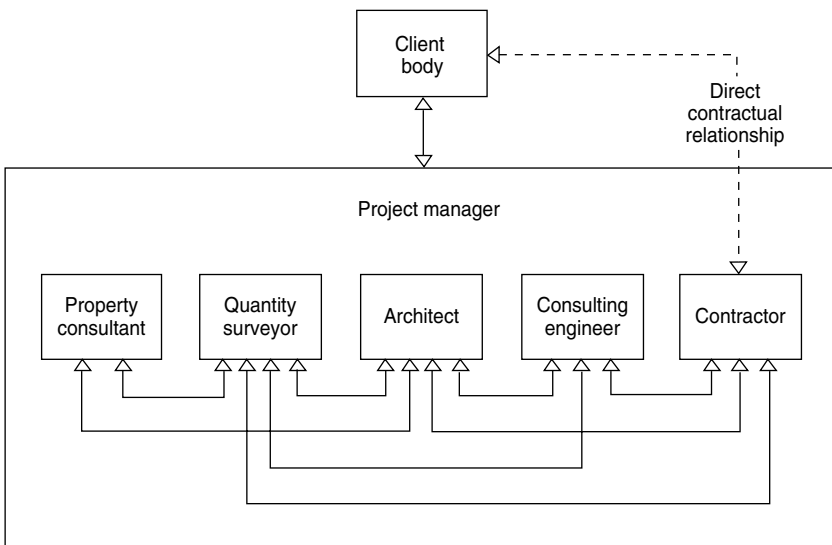 Client
body
Direct
contractual
relationship
Project manager
Property
consultant
Quantity
surveyor
Architect
Consulting
engineer
Contractor